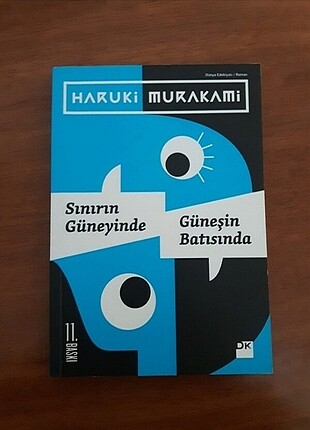 Dünya Edebiyatı / Roman
HARUKi MURAKAMi
Sınırın
Güneyinde
Güneşin
Batısında
11. BASKI
DK